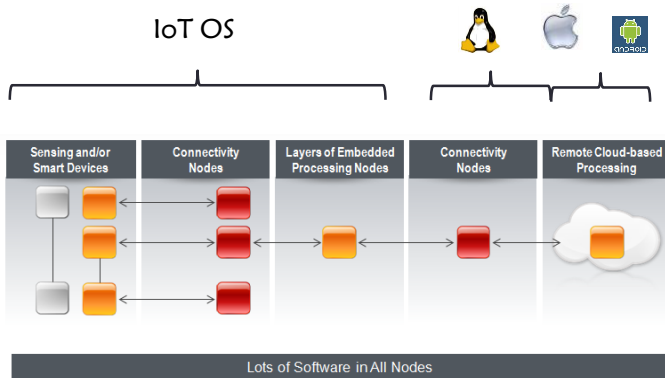 IoT OS
ANDROID
Sensing and/or
Smart Devices
Connectivity
Nodes
Layers of Embedded
Processing Nodes
Connectivity
Nodes
Remote Cloud-based
Processing
Lots of Software in All Nodes